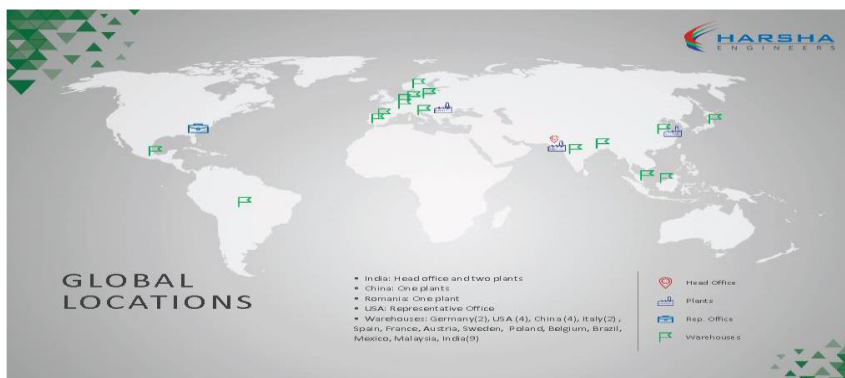 HARSHA
ENGINEERS
GLOBAL
LOCATIONS
• India: Head office and two plants
• China: One plants
• Romania: One plant
• USA: Representative Office
• Warehouses: Germany(2), USA (4), China (4), Italy(2) ,
Spain, France, Austria, Sweden, Poland, Belgium, Brazil,
Mexico, Malaysia, India(9)
Head Office
Plants
Rep. Office
Warehouses